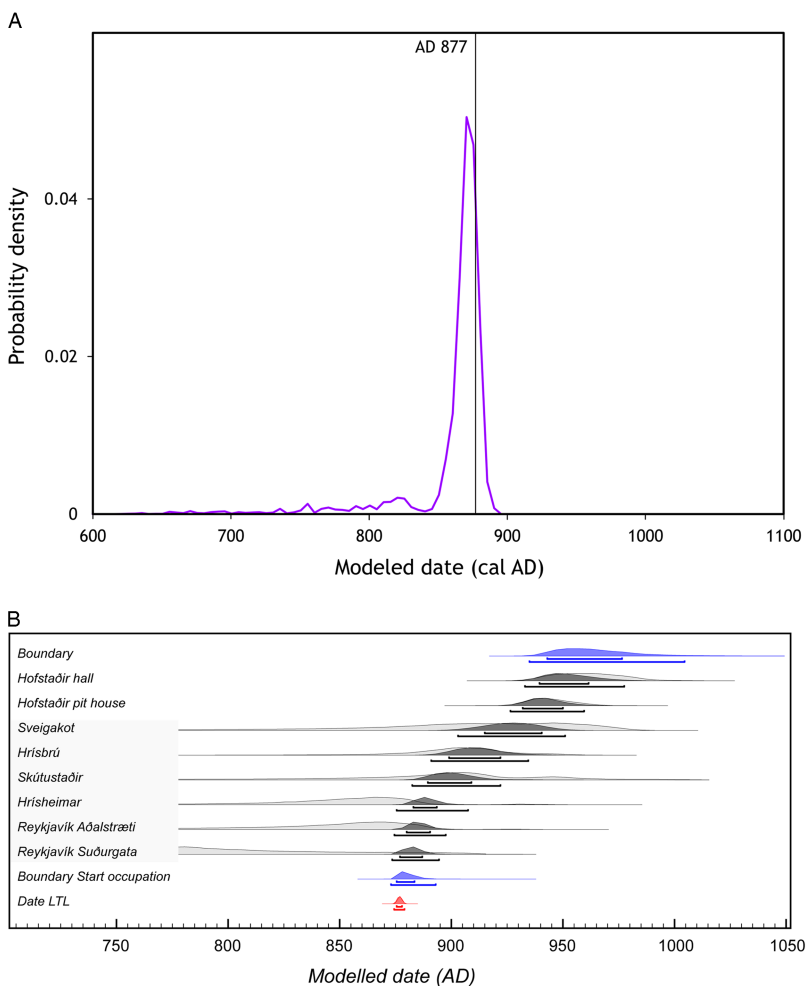 A
AD 877
Probability density
0.04
0.02
0
600 700 800 900 1000 1100
Modeled date (cal AD)
B
Boundary
Hofstaðir hall
Hofstaðir pit house
Sveigakot
Hrísbrú
Skútustaðir
Hrísheimar
Reykjavík Aðalstræti
Reykjavík Suðurgata
Boundary Start occupation
Date LTL
750 800 850 900 950 1000 1050
Modelled date (AD)